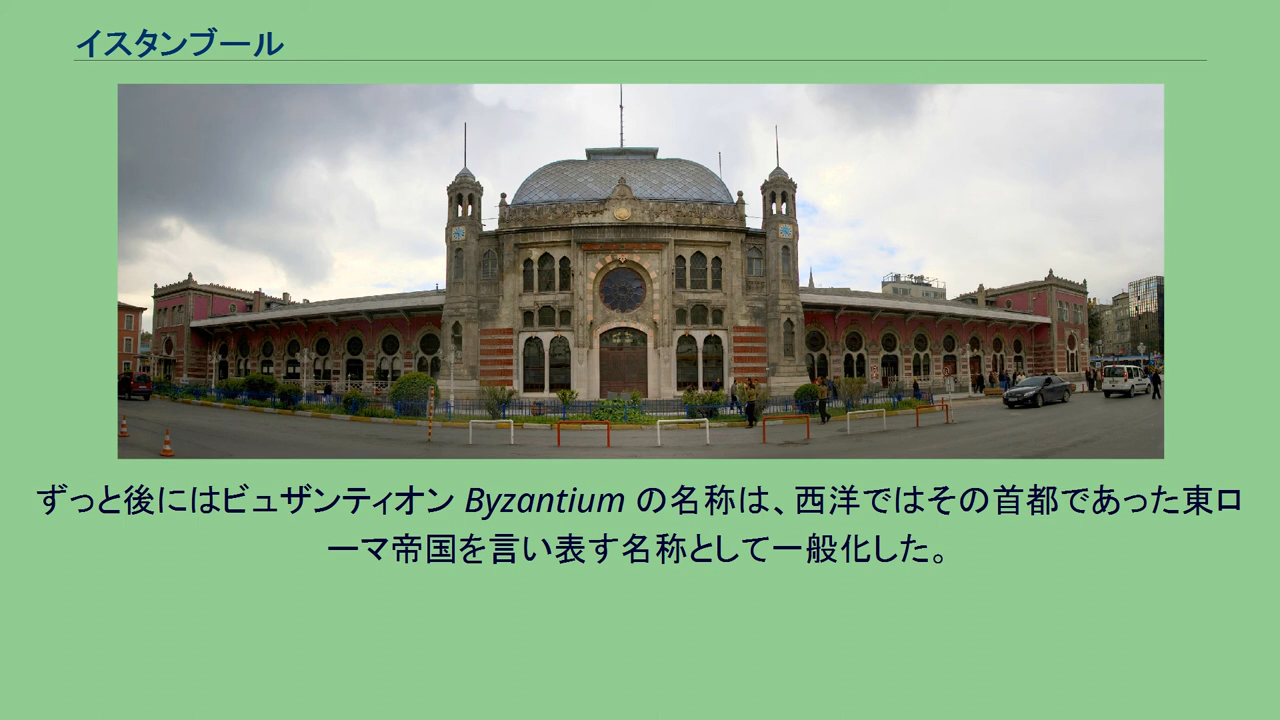 イスタンブール
ずっと後にはビュザンティオン Byzantium の名称は、西洋ではその首都であった東ロ
ーマ帝国を言い表す名称として一般化した。